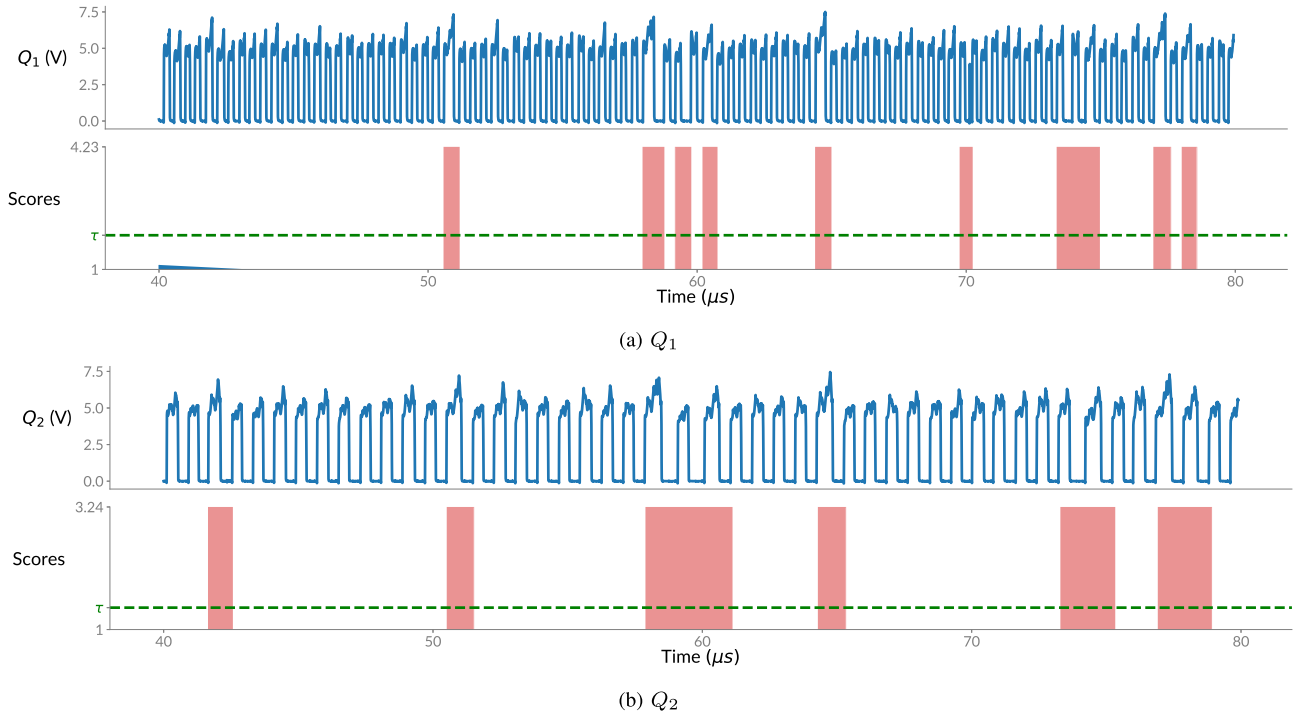 7.5
Q1 (V)
5.0
2.5
0.0
4.23
Scores
τ
1
40 50 60 70 80
Time (μs)
(a) Q1
7.5
Q2 (V)
5.0
2.5
0.0
3.24
Scores
τ
1
40 50 60 70 80
Time (μs)
(b) Q2